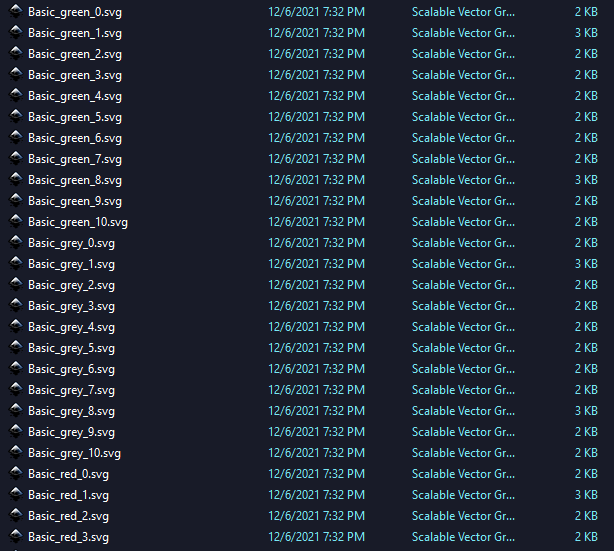 Basic_green_0.svg 12/6/2021 7:32 PM Scalable Vector Gr... 2 KB
Basic_green_1.svg 12/6/2021 7:32 PM Scalable Vector Gr... 3 KB
Basic_green_2.svg 12/6/2021 7:32 PM Scalable Vector Gr... 2 KB
Basic_green_3.svg 12/6/2021 7:32 PM Scalable Vector Gr... 2 KB
Basic_green_4.svg 12/6/2021 7:32 PM Scalable Vector Gr... 2 KB
Basic_green_5.svg 12/6/2021 7:32 PM Scalable Vector Gr... 2 KB
Basic_green_6.svg 12/6/2021 7:32 PM Scalable Vector Gr... 2 KB
Basic_green_7.svg 12/6/2021 7:32 PM Scalable Vector Gr... 2 KB
Basic_green_8.svg 12/6/2021 7:32 PM Scalable Vector Gr... 3 KB
Basic_green_9.svg 12/6/2021 7:32 PM Scalable Vector Gr... 2 KB
Basic_green_10.svg 12/6/2021 7:32 PM Scalable Vector Gr... 2 KB
Basic_grey_0.svg 12/6/2021 7:32 PM Scalable Vector Gr... 2 KB
Basic_grey_1.svg 12/6/2021 7:32 PM Scalable Vector Gr... 3 KB
Basic_grey_2.svg 12/6/2021 7:32 PM Scalable Vector Gr... 2 KB
Basic_grey_3.svg 12/6/2021 7:32 PM Scalable Vector Gr... 2 KB
Basic_grey_4.svg 12/6/2021 7:32 PM Scalable Vector Gr... 2 KB
Basic_grey_5.svg 12/6/2021 7:32 PM Scalable Vector Gr... 2 KB
Basic_grey_6.svg 12/6/2021 7:32 PM Scalable Vector Gr... 2 KB
Basic_grey_7.svg 12/6/2021 7:32 PM Scalable Vector Gr... 2 KB
Basic_grey_8.svg 12/6/2021 7:32 PM Scalable Vector Gr... 3 KB
Basic_grey_9.svg 12/6/2021 7:32 PM Scalable Vector Gr... 2 KB
Basic_grey_10.svg 12/6/2021 7:32 PM Scalable Vector Gr... 2 KB
Basic_red_0.svg 12/6/2021 7:32 PM Scalable Vector Gr... 2 KB
Basic_red_1.svg 12/6/2021 7:32 PM Scalable Vector Gr... 3 KB
Basic_red_2.svg 12/6/2021 7:32 PM Scalable Vector Gr... 2 KB
Basic_red_3.svg 12/6/2021 7:32 PM Scalable Vector Gr... 2 KB